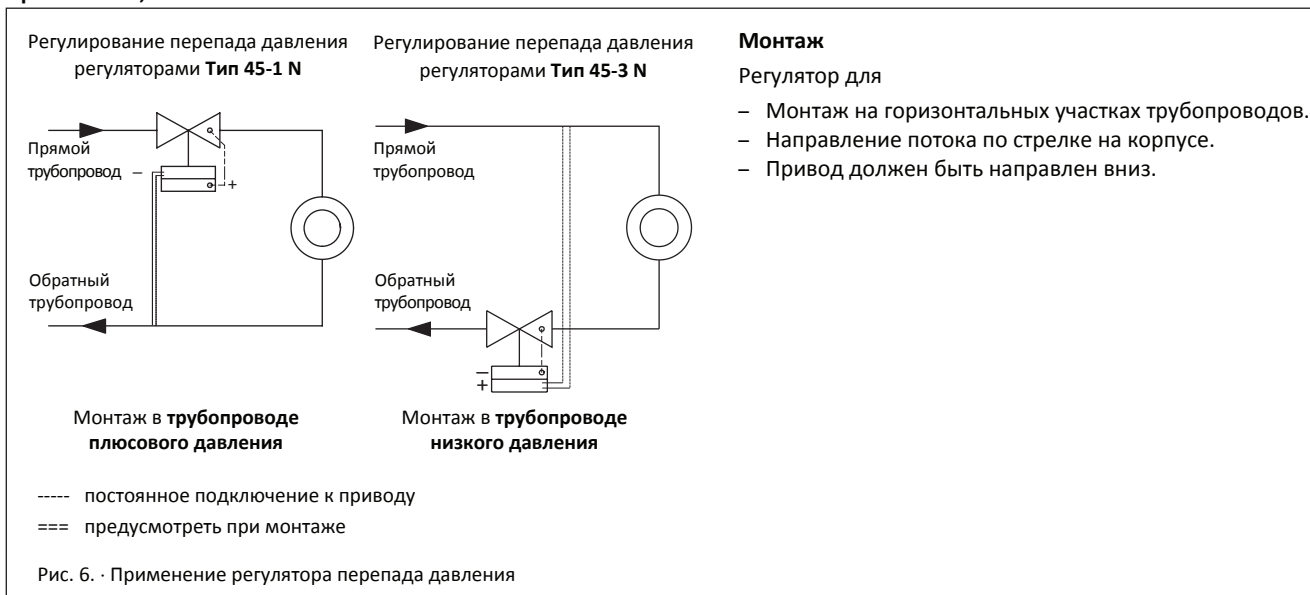 Регулирование перепада давления
регуляторами Тип 45-1 N
Прямой
трубопровод
–
+
Обратный
трубопровод
Монтаж в трубопроводе
плюсового давления
Регулирование перепада давления
регуляторами Тип 45-3 N
Прямой
трубопровод
Обратный
трубопровод
–
+
Монтаж в трубопроводе
низкого давления
----- постоянное подключение к приводу
=== предусмотреть при монтаже
Рис. 6. · Применение регулятора перепада давления
Монтаж
Регулятор для
– Монтаж на горизонтальных участках трубопроводов.
– Направление потока по стрелке на корпусе.
– Привод должен быть направлен вниз.